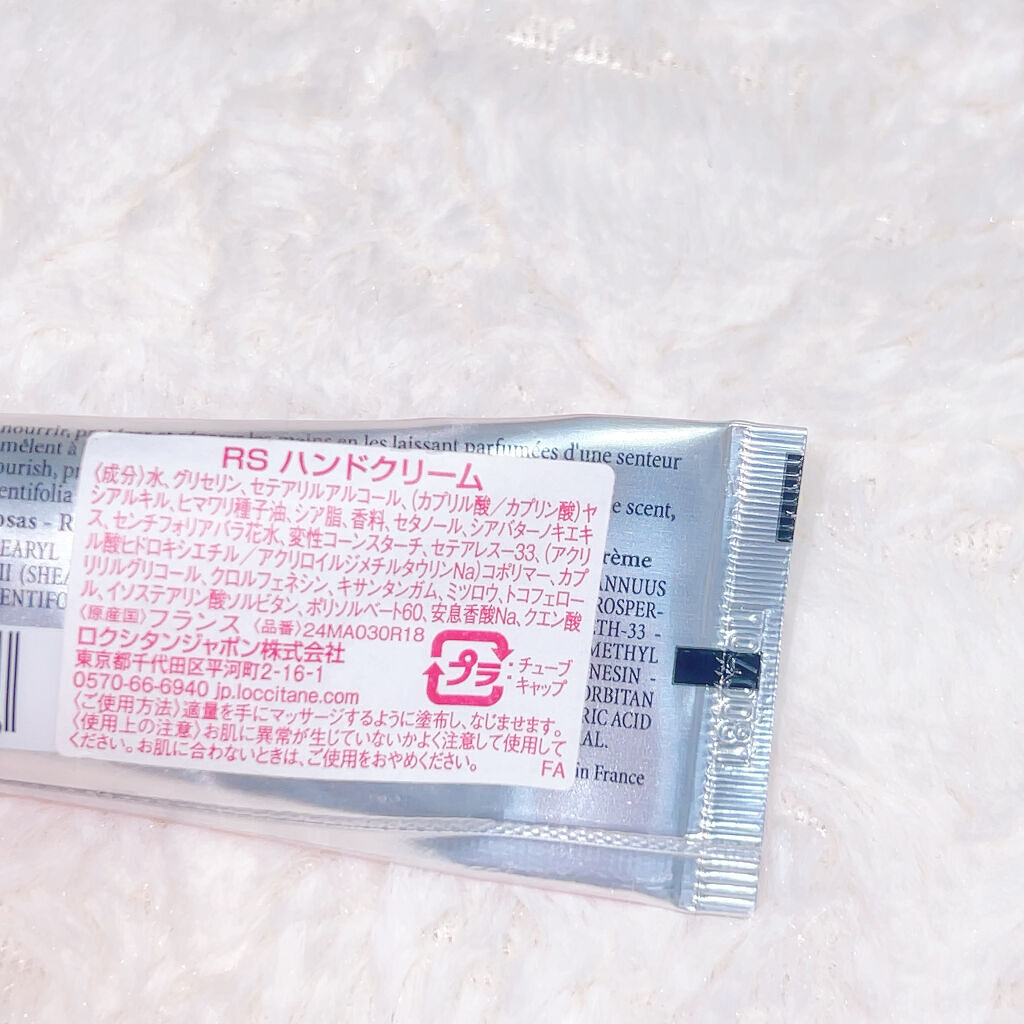 mains en les laissant parfumées d'une senteur
mêlent à
ourish, pr
e scent,
entifolia
osas - R
rème
EARYL
ANNUUS
II (SHEA
ROSPER-
ENTIFO
ETH-33 -
METHYL
NESIN -
ORBITAN
RIC ACID
AL.
in France
RS ハンドクリーム
〈成分〉水、グリセリン、セテアリルアルコール、(カプリル酸／カプリン酸)ヤ
シアルキル、ヒマワリ種子油、シア脂、香料、セタノール、シアバターノキエキ
ス、センチフォリアバラ花水、変性コーンスターチ、セテアレス-33、(アクリ
ル酸ヒドロキシエチル／アクリロイルジメチルタウリンNa)コポリマー、カプ
リリルグリコール、クロルフェネシン、キサンタンガム、ミツロウ、トコフェロー
ル、イソステアリン酸ソルビタン、ポリソルベート60、安息香酸Na、クエン酸
〈原産国〉フランス 〈品番〉24MA030R18
ロクシタンジャポン株式会社
東京都千代田区平河町2-16-1
0570-66-6940 jp.loccitane.com
プラ
：チューブ
キャップ
〈ご使用方法〉適量を手にマッサージするように塗布し、なじませます。
〈使用上の注意〉お肌に異常が生じていないかよく注意して使用して
ください。お肌に合わないときは、ご使用をおやめください。
FA